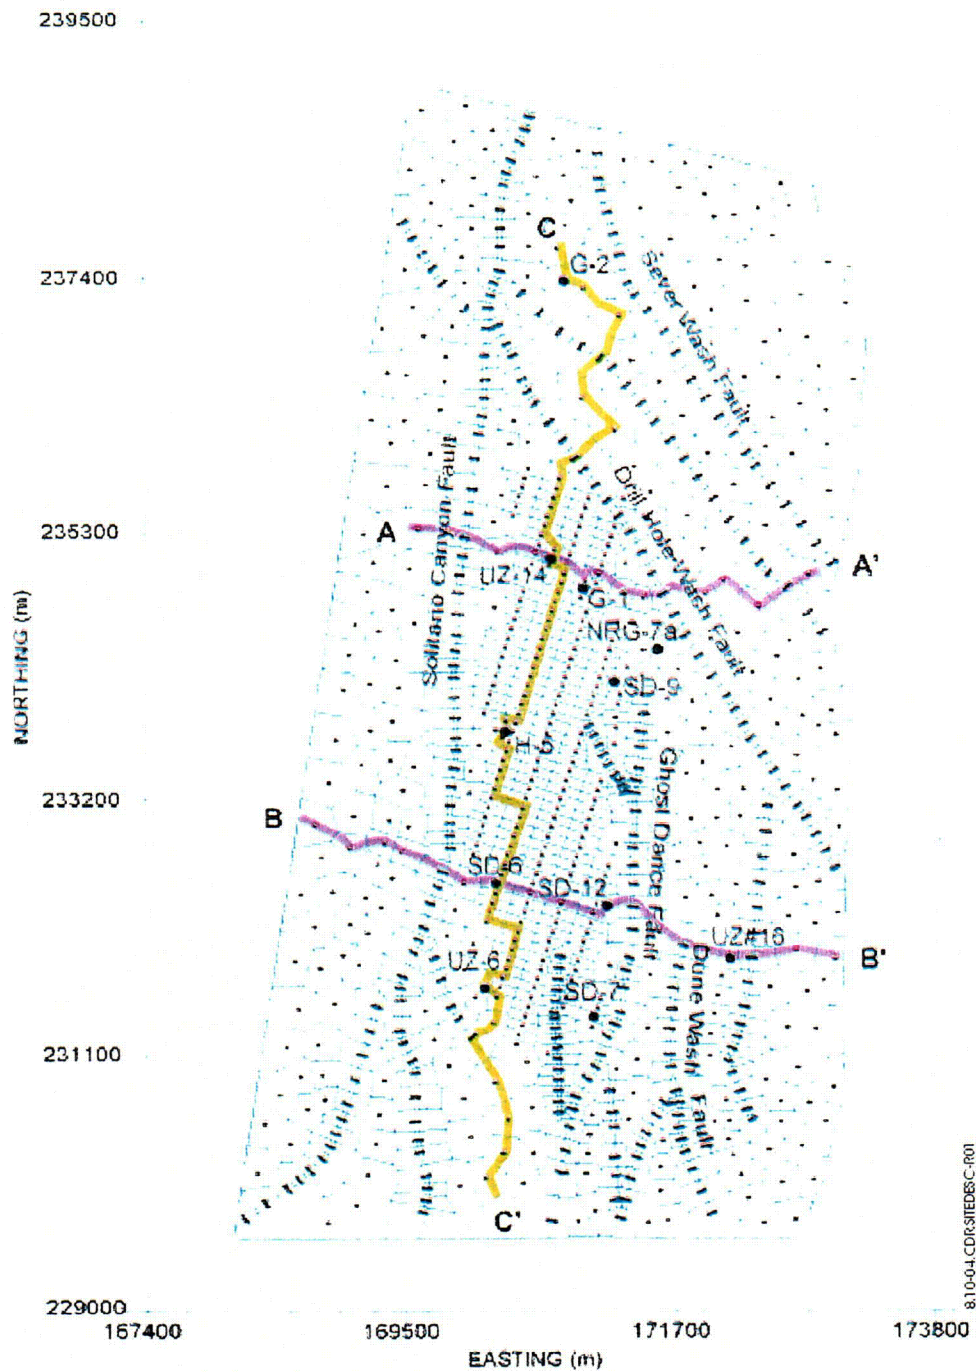 239500
C
G-2
237400
Sever Wash Fault
Solitario Canyon Fault
Drill Hole Wash Fault
235300
A
A'
UZ-14
G-1
NRG-7a
SD-9
NORTHING (m)
H-5
Ghost Dance Fault
233200
B
SD-6
SD-12
UZ#16
B'
UZ-6
SD-7
Dune Wash Fault
231100
C'
229000
167400
169500
171700
173800
EASTING (m)
8.10-04.CDR.SITEDESC-R01